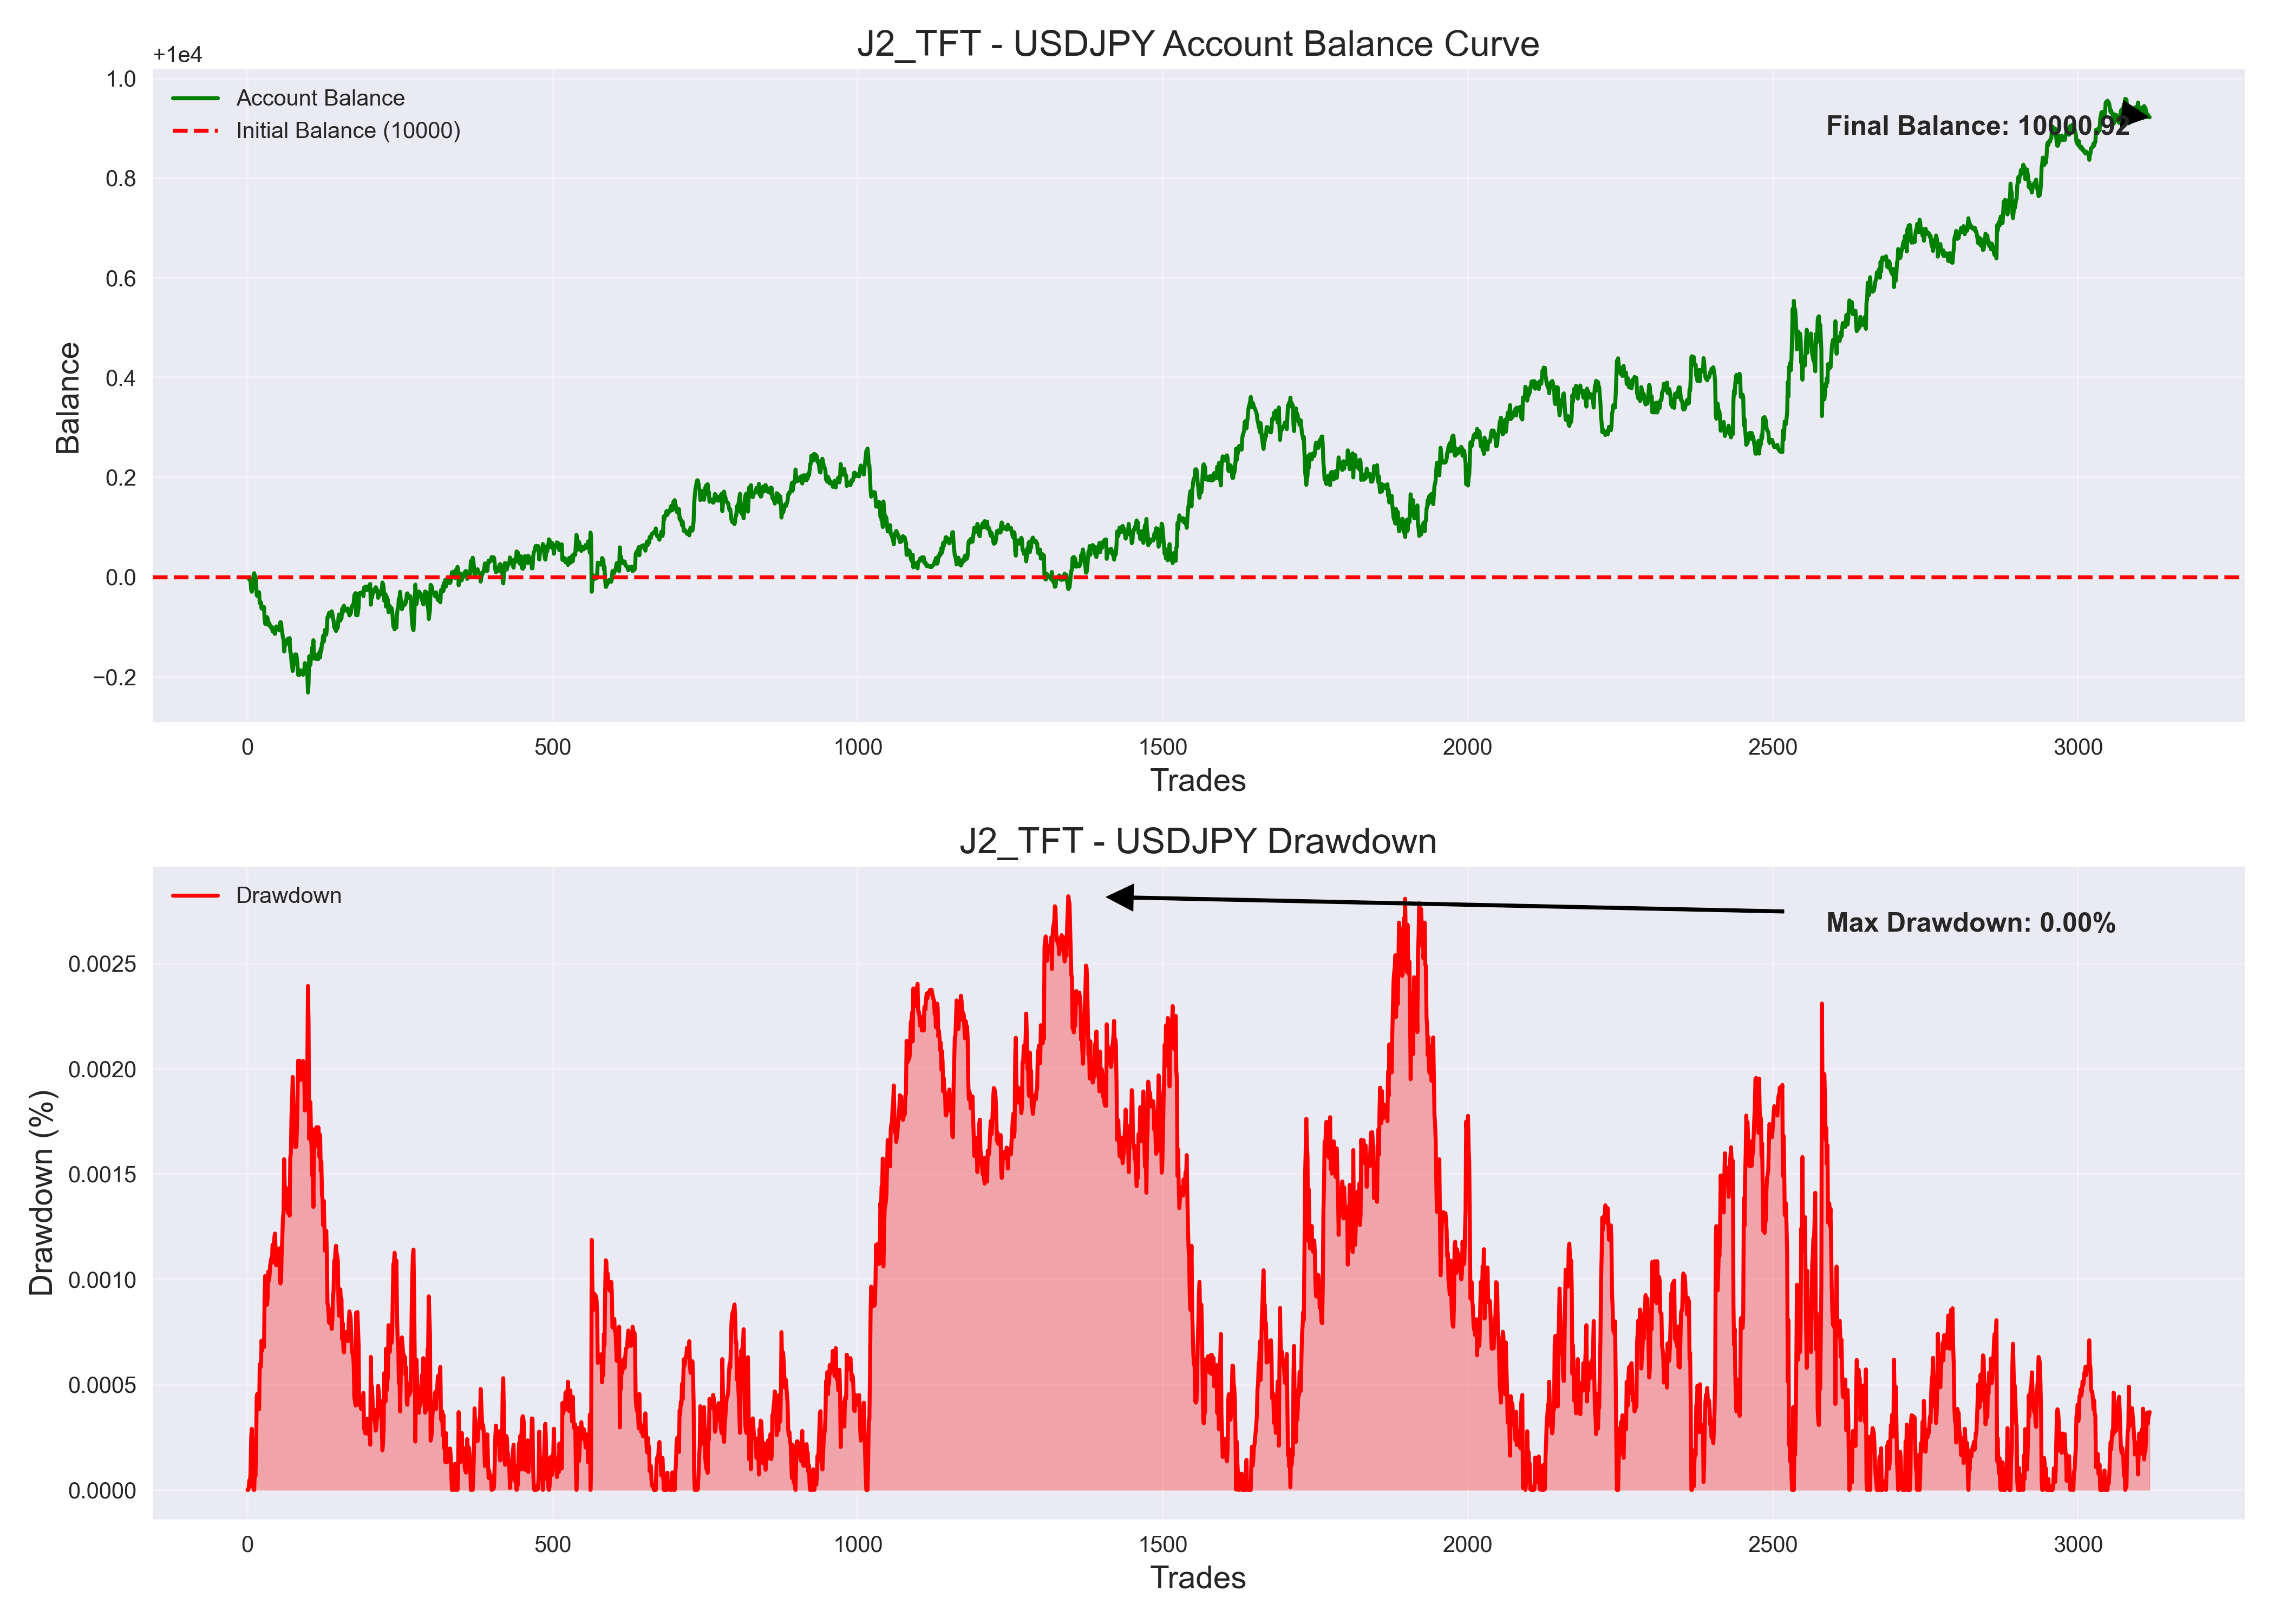 J2_TFT - USDJPY Account Balance Curve
+1e4
1.0
0.8
0.6
0.4
0.2
0.0
−0.2
Balance
Account Balance
Initial Balance (10000)
Final Balance: 10000.92
0 500 1000 1500 2000 2500 3000
Trades
J2_TFT - USDJPY Drawdown
Drawdown
Max Drawdown: 0.00%
0.0025
0.0020
0.0015
0.0010
0.0005
0.0000
Drawdown (%)
0 500 1000 1500 2000 2500 3000
Trades